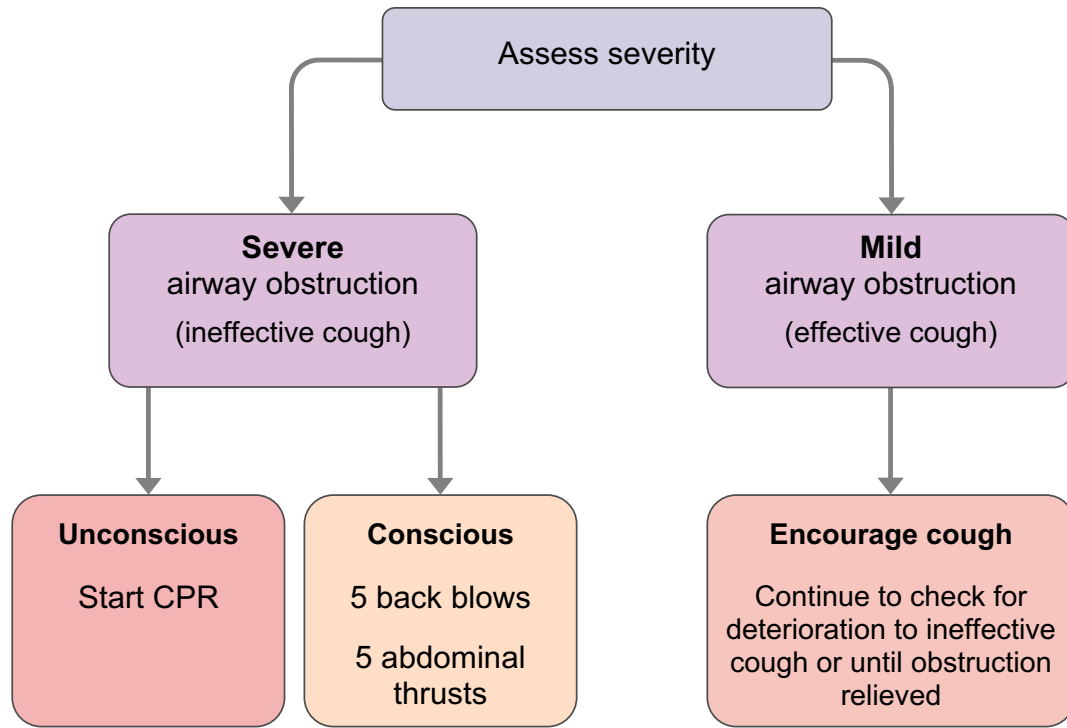 Assess severity
Severe
airway obstruction
(ineffective cough)
Mild
airway obstruction
(effective cough)
Unconscious
Start CPR
Conscious
5 back blows
5 abdominal
thrusts
Encourage cough
Continue to check for
deterioration to ineffective
cough or until obstruction
relieved